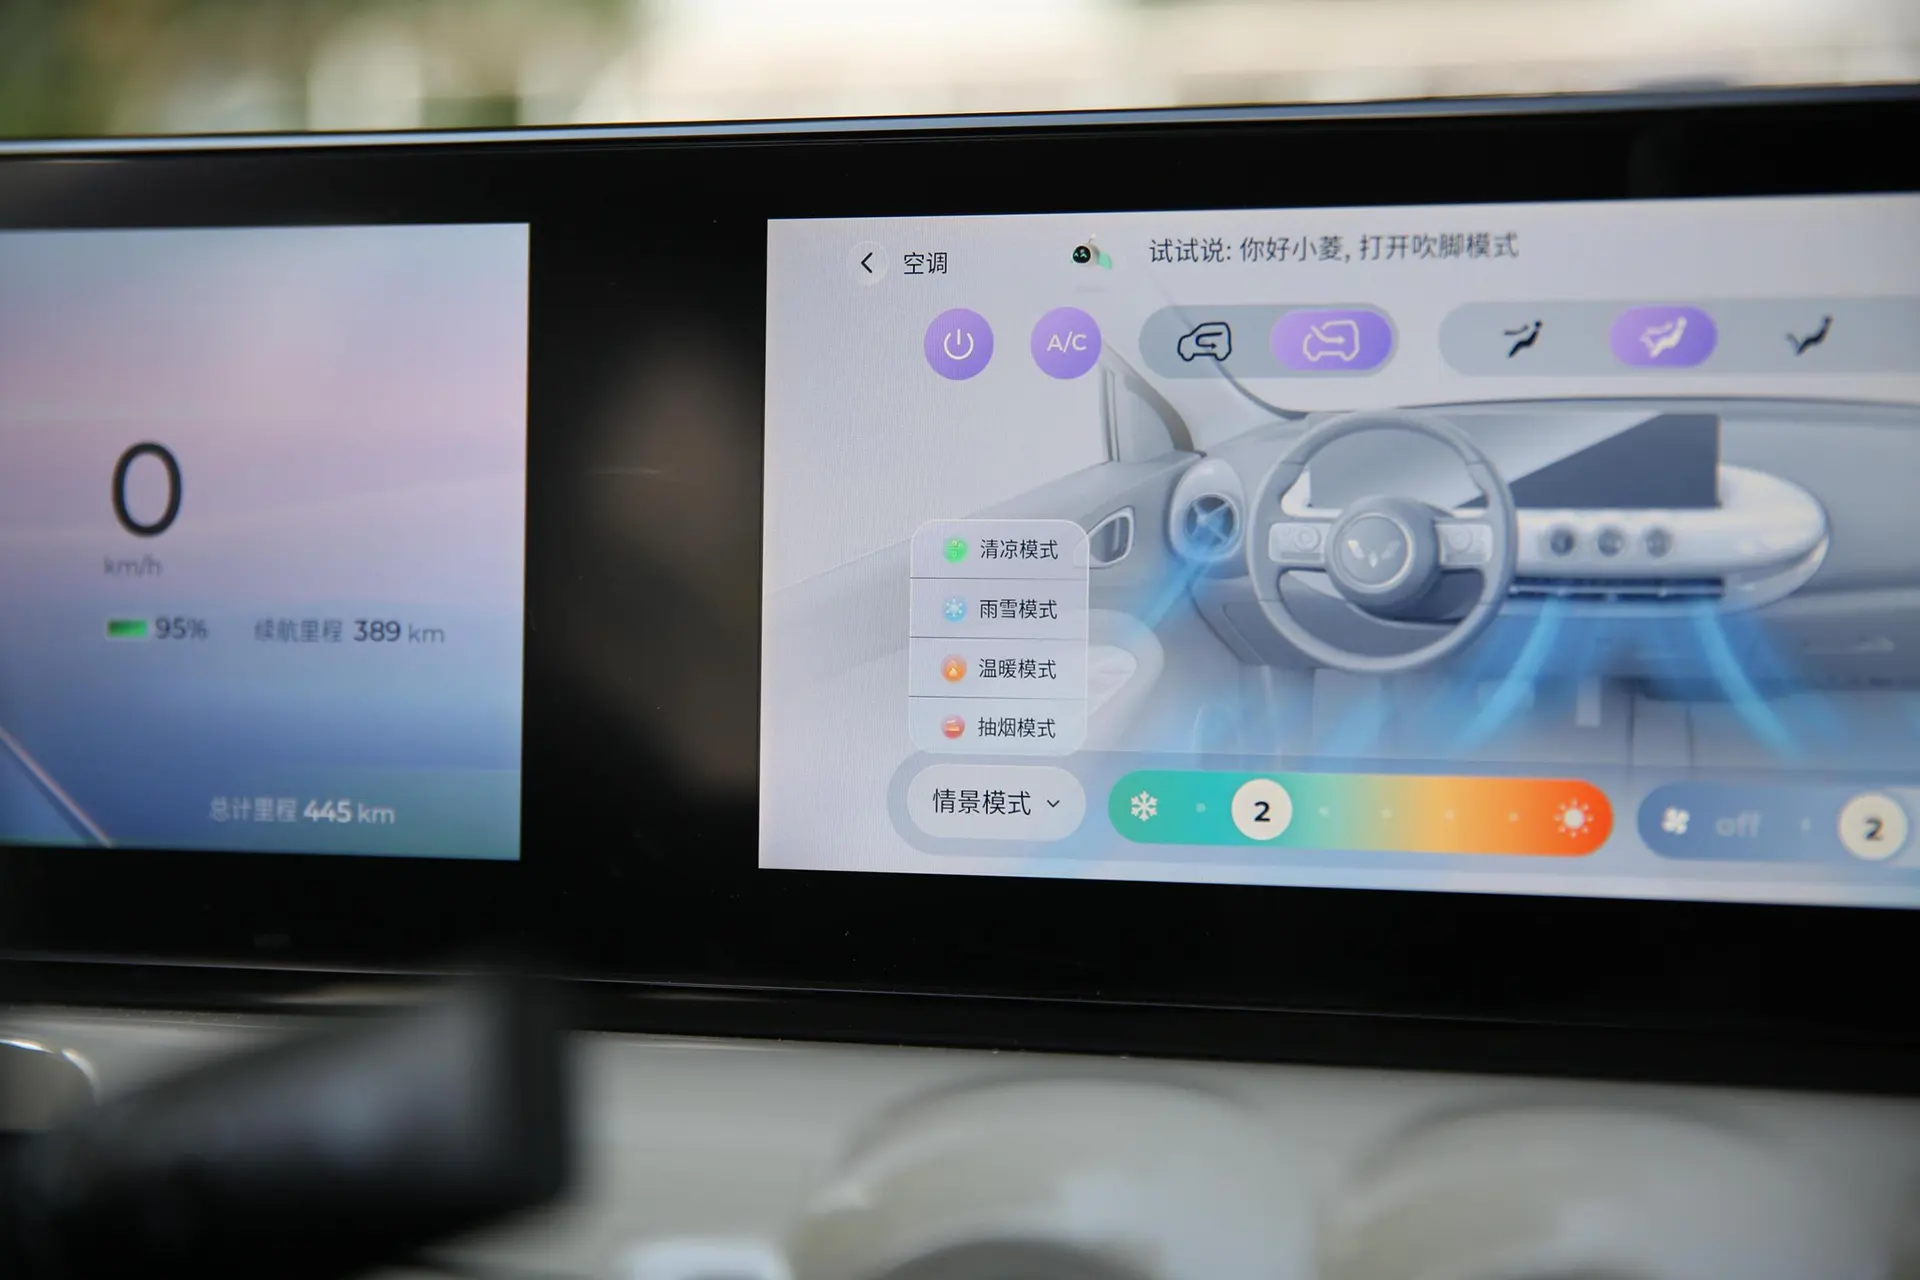 0
km/h
95% 续航里程 389 km
总计里程 445 km
空调
试试说: 你好小菱, 打开吹脚模式
A/C
清凉模式
雨雪模式
温暖模式
抽烟模式
情景模式
2
off
2